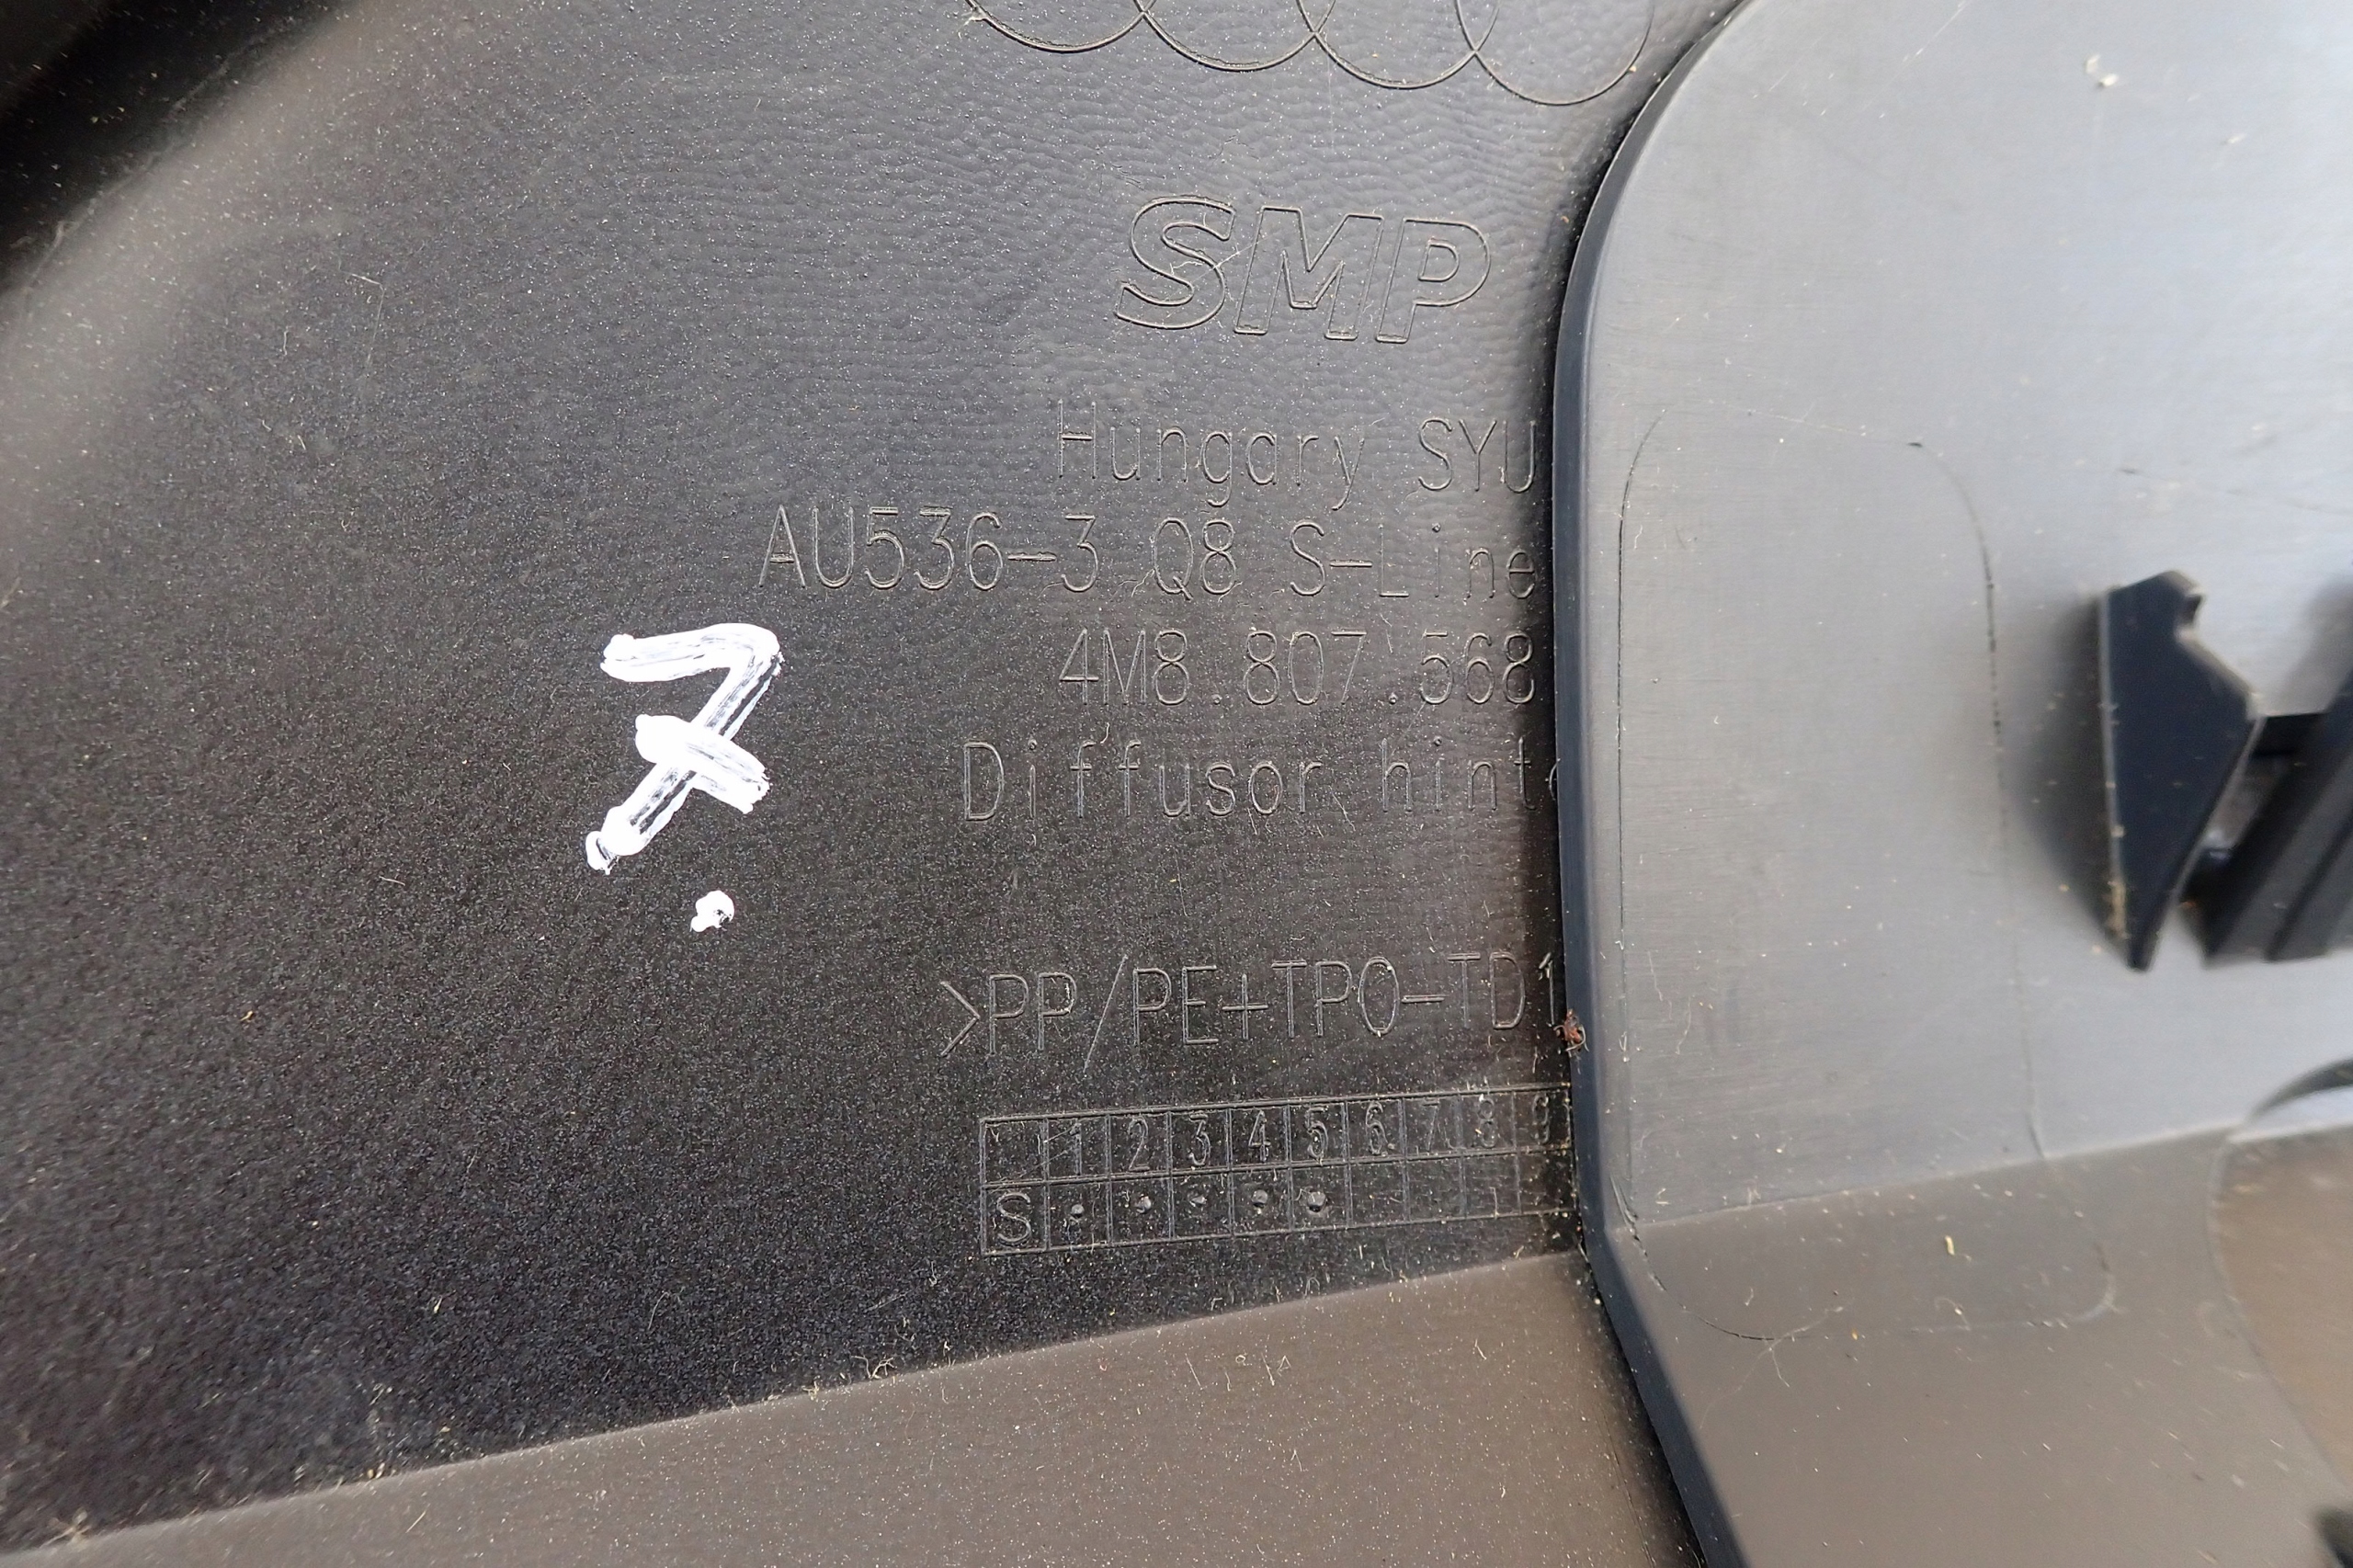 SMP
Hungary SYU
AU536-3 Q8 S-Line
4M8.807.568
7.
Diffusor hint
>PP/PE+TPO-TD1
1 2 3 4 5 6 7 8 9
S